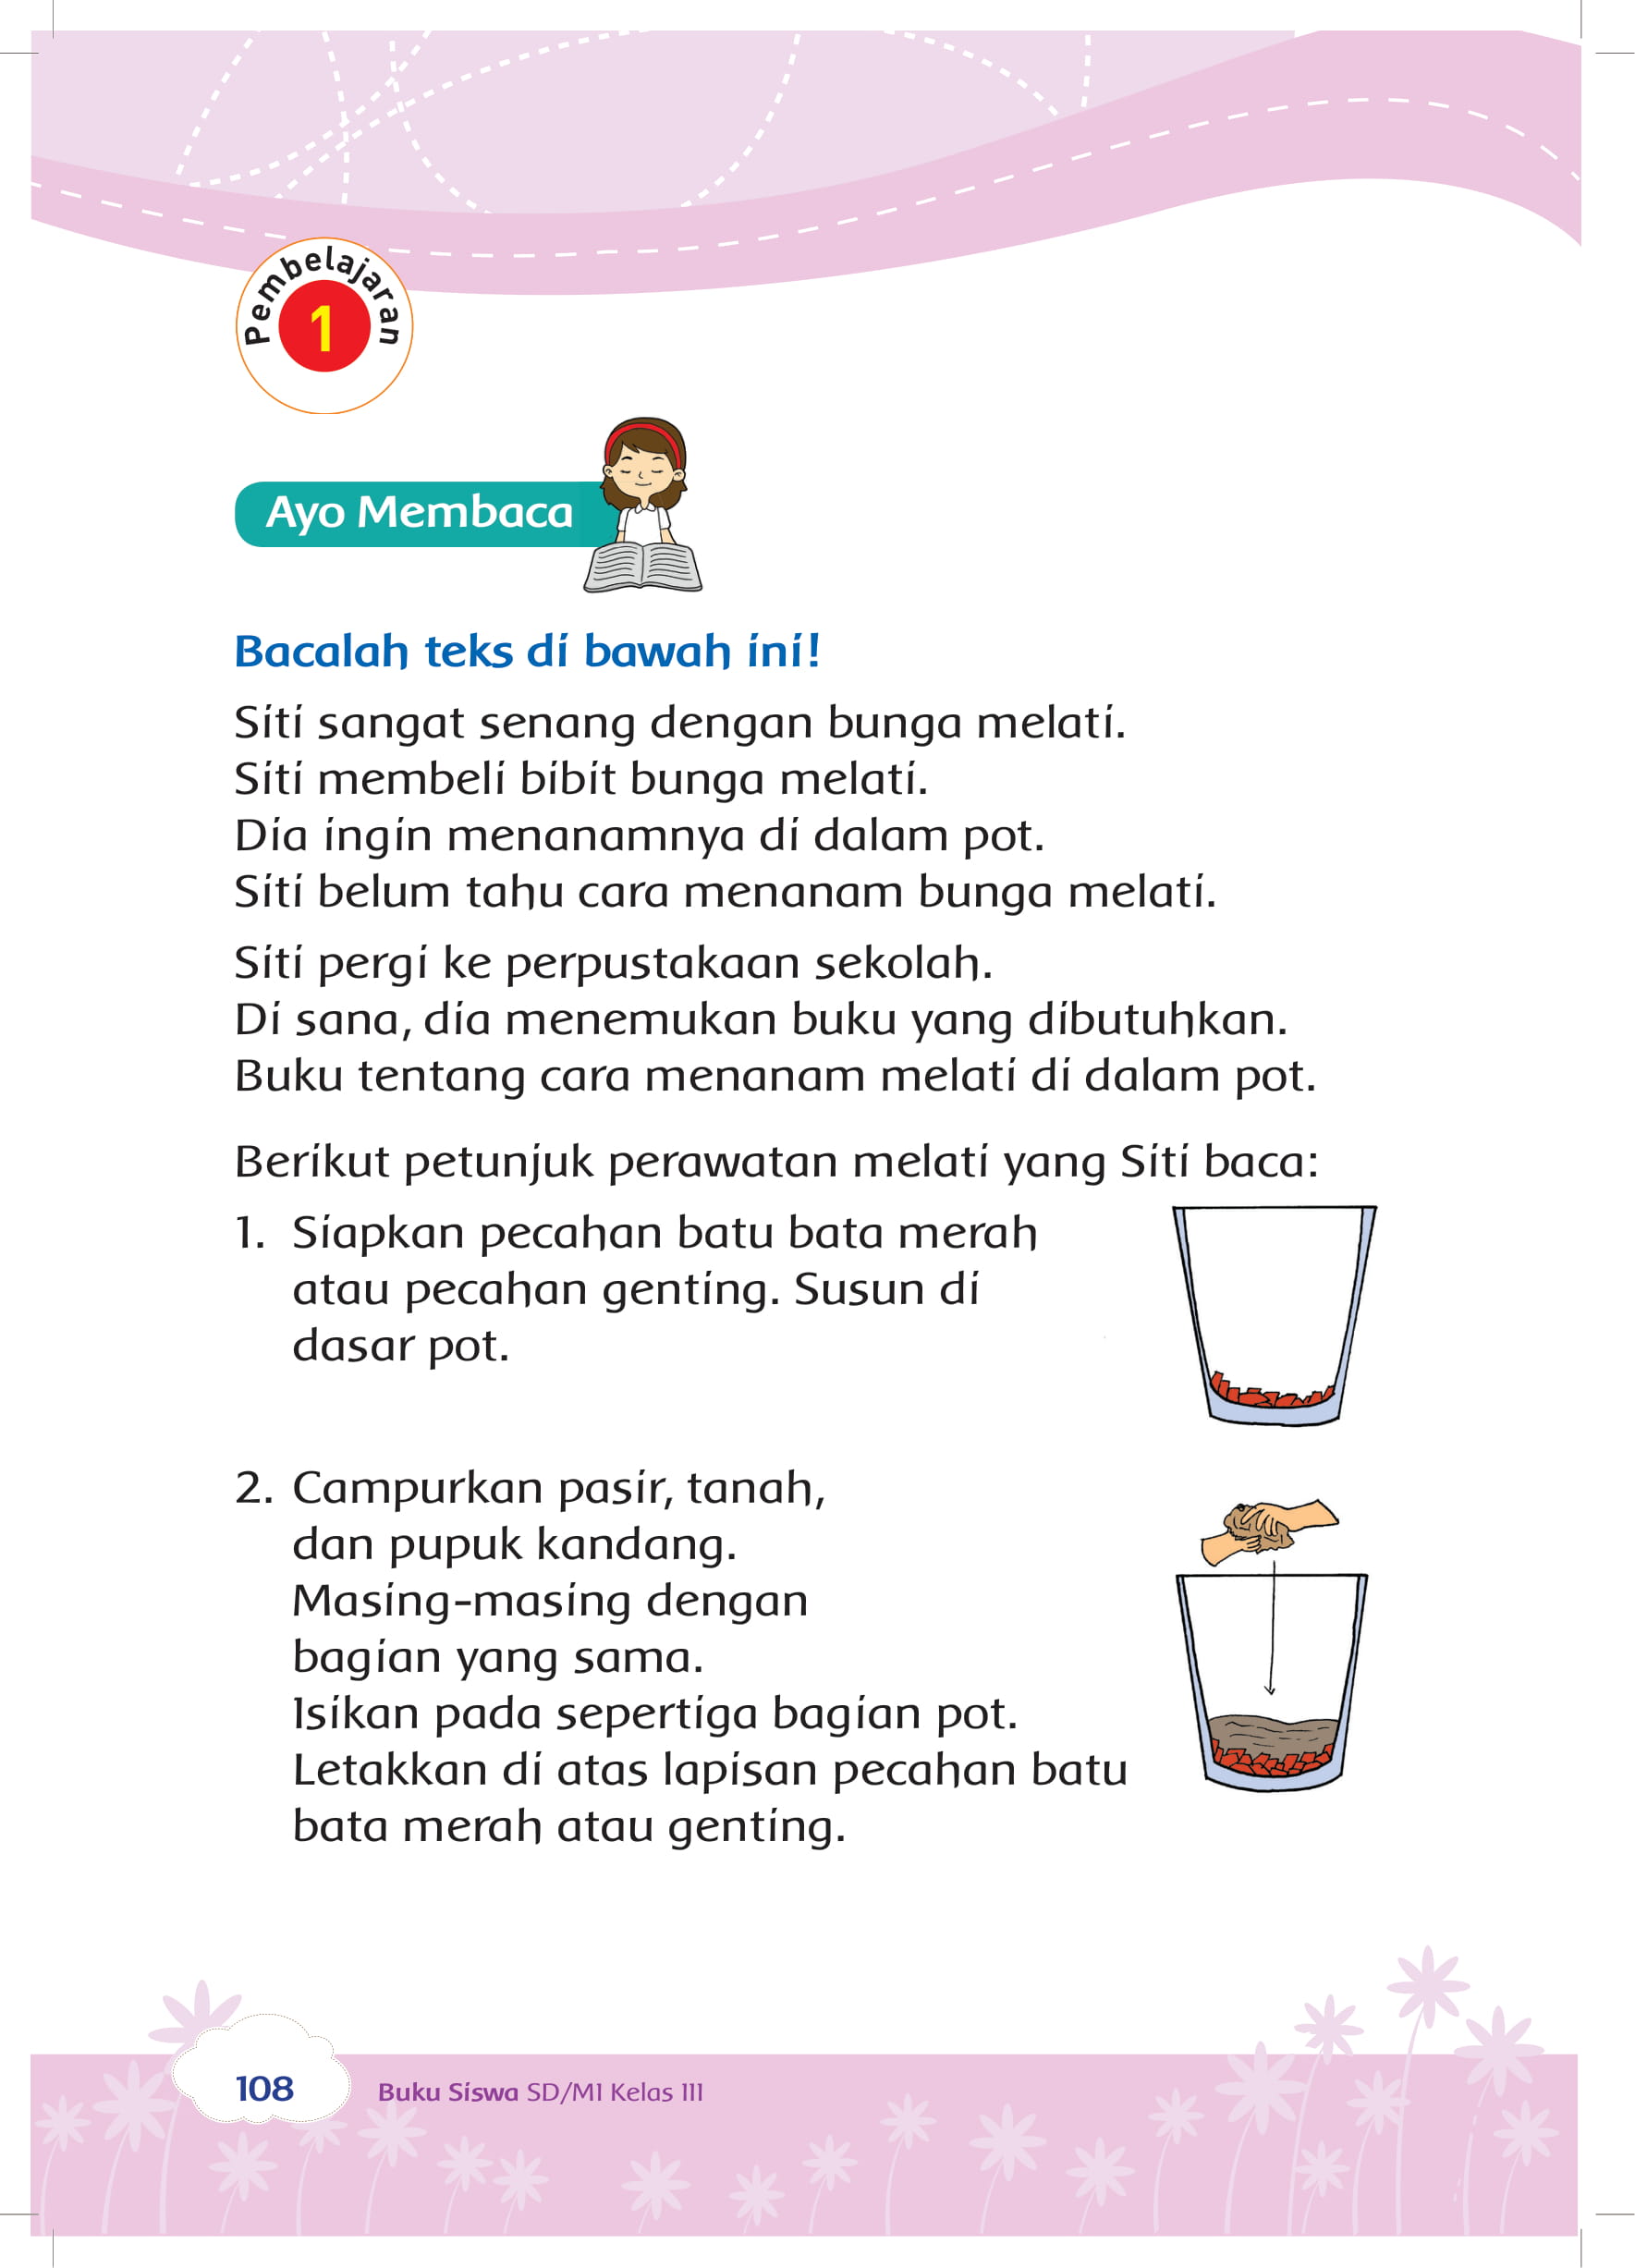 Pembelajaran
1
Ayo Membaca
Bacalah teks di bawah ini!
Siti sangat senang dengan bunga melati.
Siti membeli bibit bunga melati.
Dia ingin menanamnya di dalam pot.
Siti belum tahu cara menanam bunga melati.
Siti pergi ke perpustakaan sekolah.
Di sana, dia menemukan buku yang dibutuhkan.
Buku tentang cara menanam melati di dalam pot.
Berikut petunjuk perawatan melati yang Siti baca:
1. Siapkan pecahan batu bata merah
atau pecahan genting. Susun di
dasar pot.
2. Campurkan pasir, tanah,
dan pupuk kandang.
Masing-masing dengan
bagian yang sama.
Isikan pada sepertiga bagian pot.
Letakkan di atas lapisan pecahan batu
bata merah atau genting.
108
Buku Siswa SD/MI Kelas III